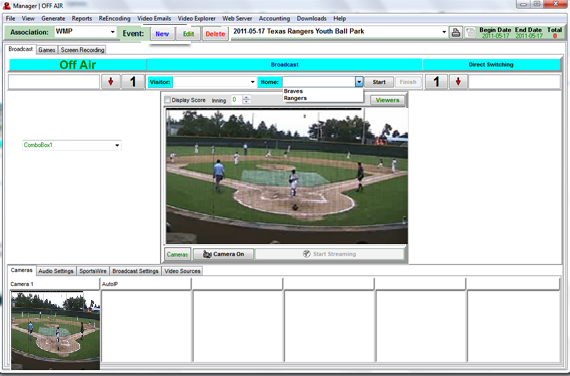 Manager | OFF AIR
File View Generate Reports ReEncoding Video Emails Video Explorer Web Server Accounting Downloads Help
Association: WMP Event: New Edit Delete 2011-05-17 Texas Rangers Youth Ball Park Begin Date End Date Total
2011-05-17 2011-05-17 0
Broadcast Games Screen Recording
Off Air Broadcast Direct Switching
1 Visitor: Home: Start Finish 1
Braves
Rangers
Display Score Inning 0 Viewers
ComboBox1
Cameras Camera On Start Streaming
Cameras Audio Settings SportsWire Broadcast Settings Video Sources
Camera 1 AutoIP